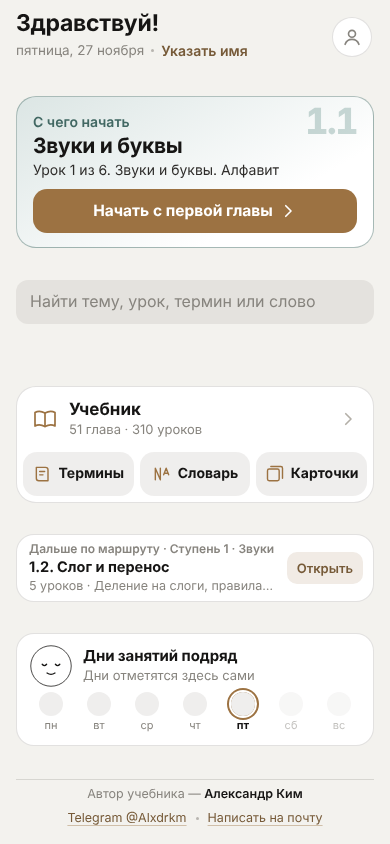 Здравствуй!
пятница, 27 ноября · Указать имя
С чего начать
1.1
Звуки и буквы
Урок 1 из 6. Звуки и буквы. Алфавит
Начать с первой главы
Найти тему, урок, термин или слово
Учебник
51 глава · 310 уроков
Термины
Словарь
Карточки
Дальше по маршруту · Ступень 1 · Звуки
1.2. Слог и перенос
5 уроков · Деление на слоги, правила...
Открыть
Дни занятий подряд
Дни отметятся здесь сами
пн вт ср чт пт сб вс
Автор учебника — Александр Ким
Telegram @Alxdrkm · Написать на почту